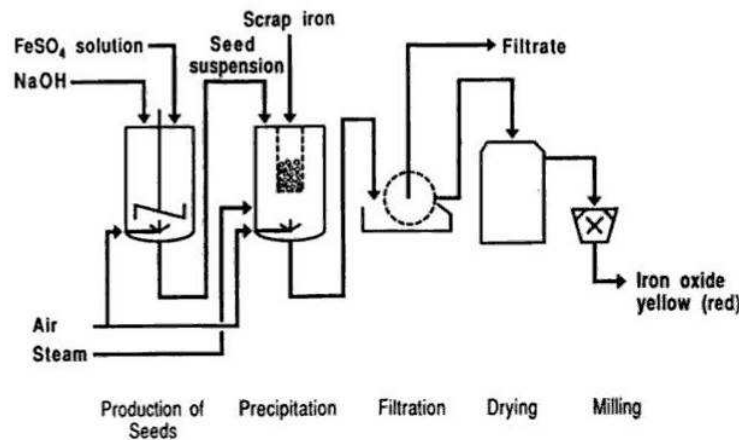 Scrap iron
FeSO₄ solution
Seed
suspension
Filtrate
NaOH
Air
Steam
Iron oxide
yellow (red)
Production of
Seeds
Precipitation
Filtration
Drying
Milling